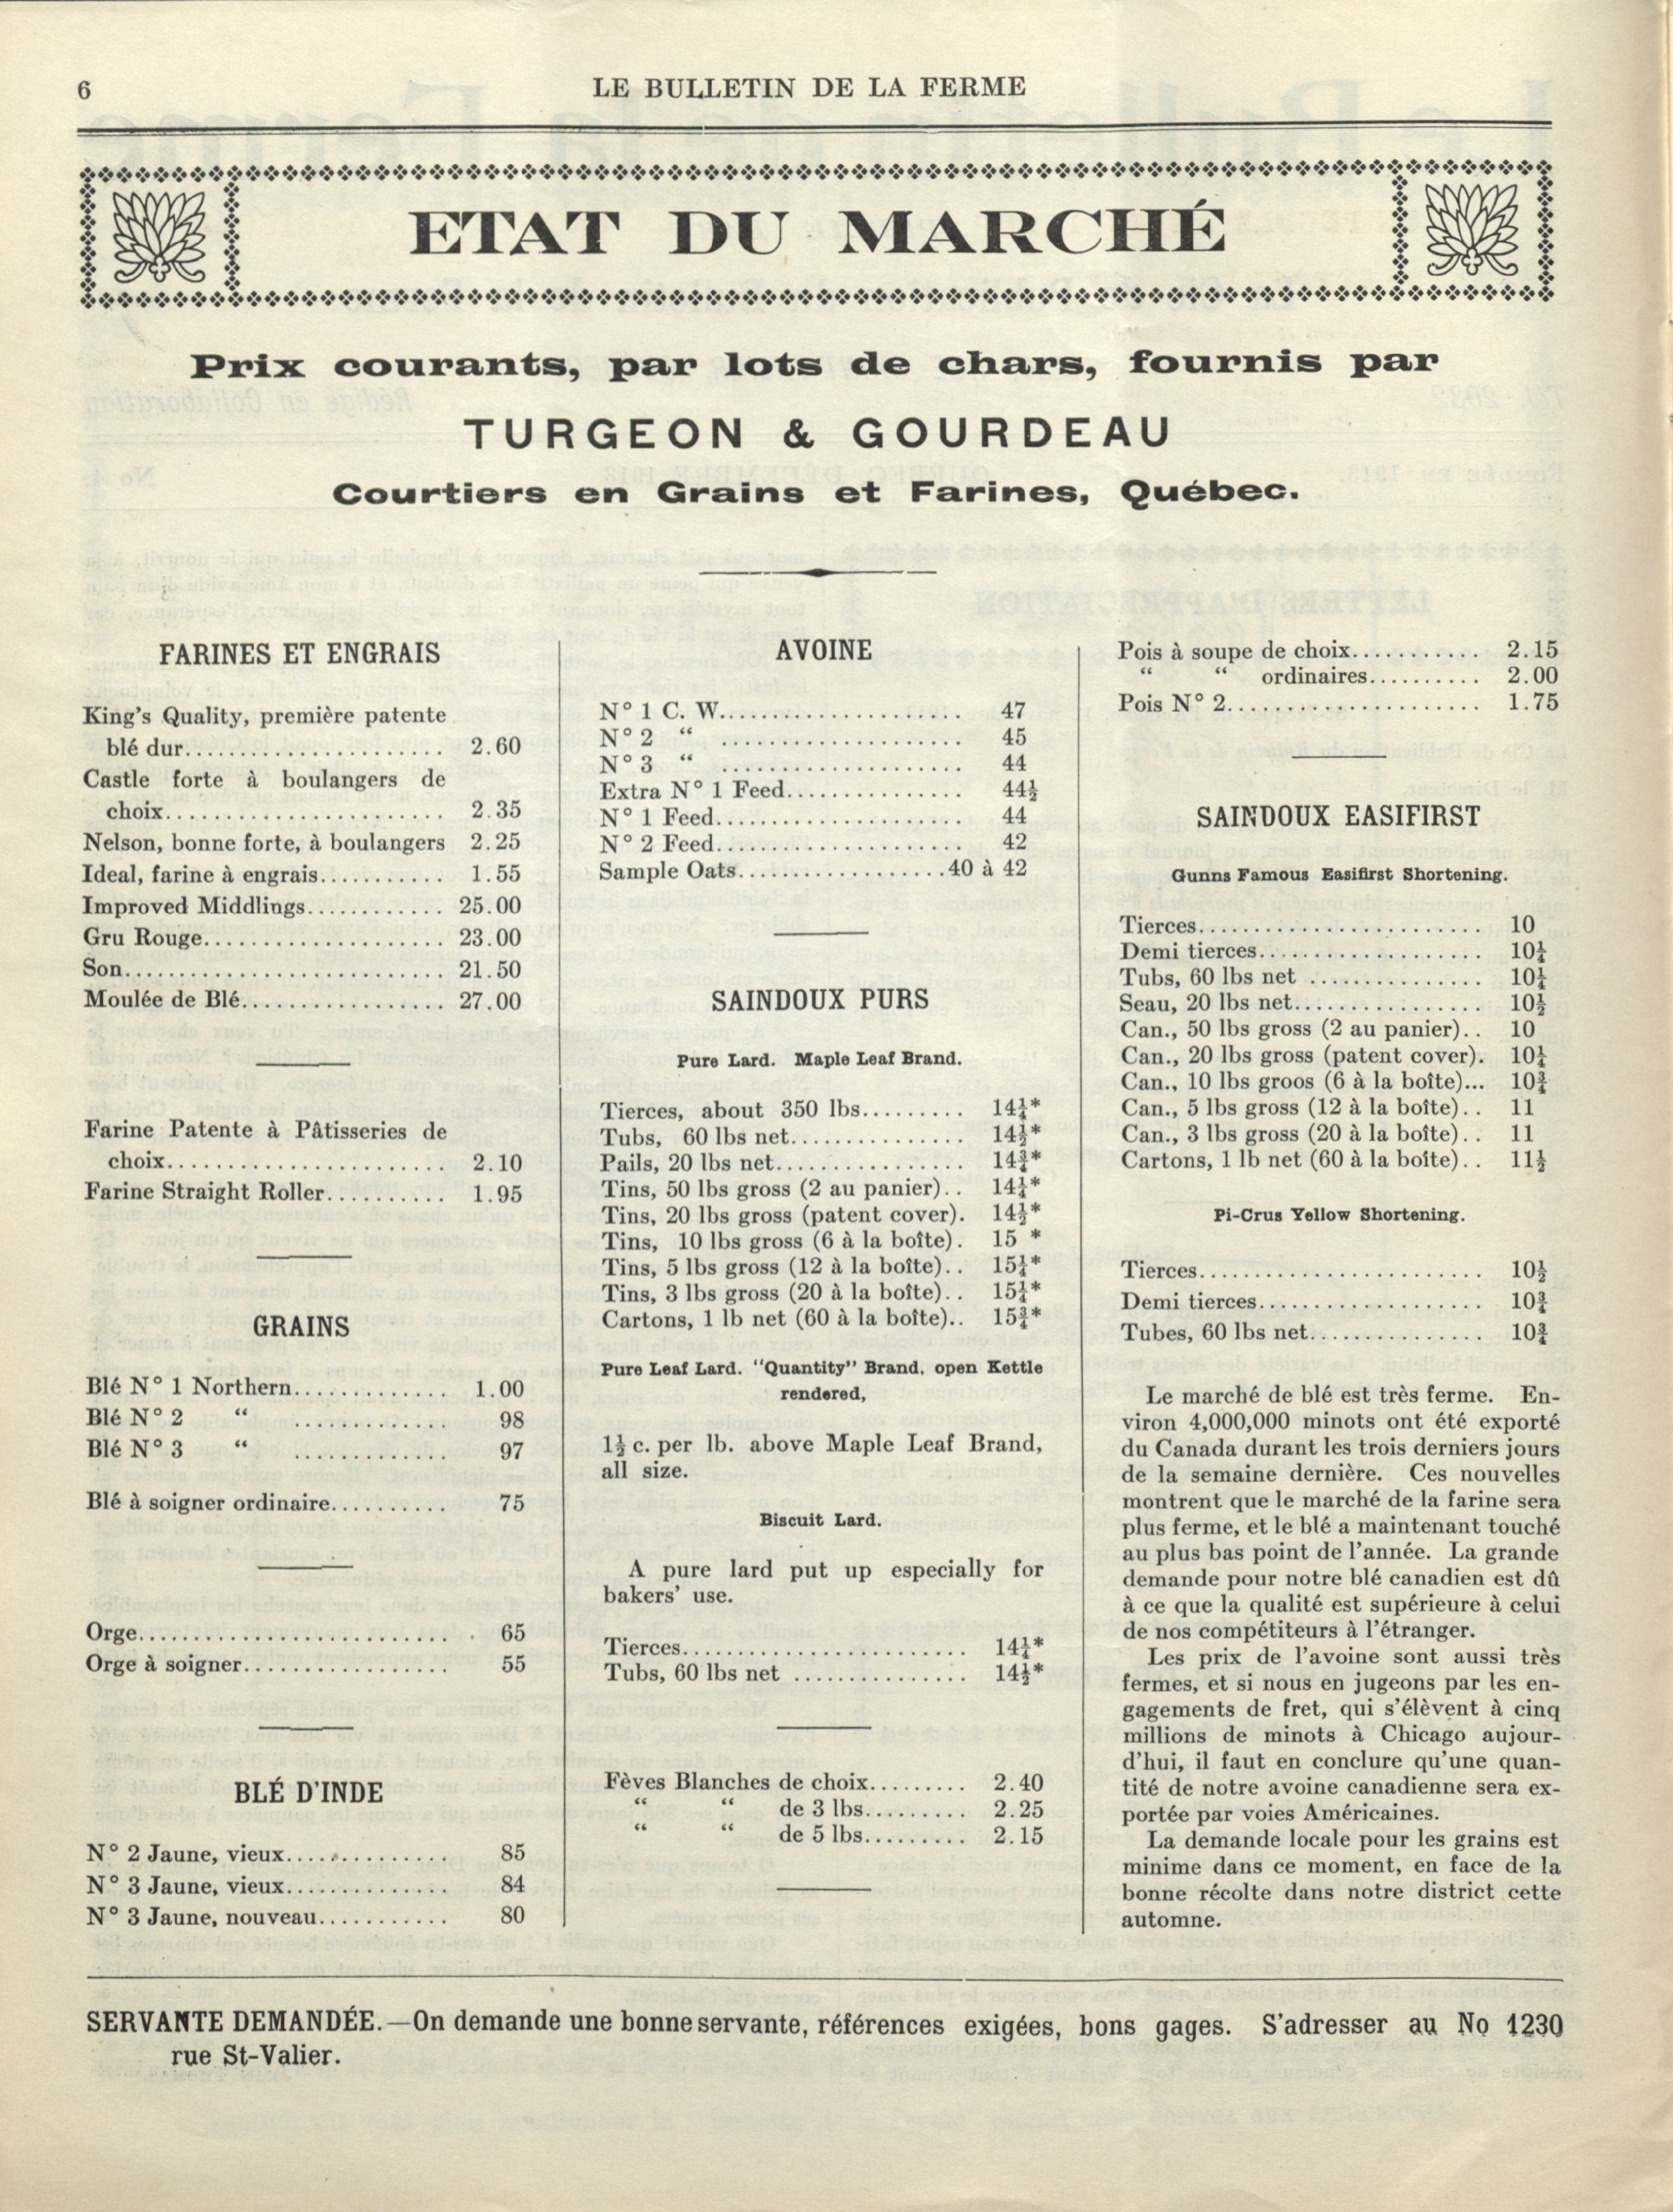 6
LE BULLETIN DE LA FERME
ETAT DU MARCHÉ
Prix courants, par lots de chars, fournis par
TURGEON & GOURDEAU
Courtiers en Grains et Farines, Québec.
FARINES ET ENGRAIS
King's Quality, première patente
blé dur...................... 2.60
Castle forte à boulangers de
choix....................... 2.35
Nelson, bonne forte, à boulangers 2.25
Ideal, farine à engrais........... 1.55
Improved Middlings............ 25.00
Gru Rouge.................... 23.00
Son.......................... 21.50
Moulée de Blé................. 27.00
Farine Patente à Pâtisseries de
choix....................... 2.10
Farine Straight Roller.......... 1.95
GRAINS
Blé N° 1 Northern............. 1.00
Blé N° 2 “ ............. 98
Blé N° 3 “ ............. 97
Blé à soigner ordinaire.......... 75
Orge.......................... 65
Orge à soigner................. 55
BLÉ D'INDE
N° 2 Jaune, vieux............... 85
N° 3 Jaune, vieux............... 84
N° 3 Jaune, nouveau........... 80
AVOINE
N° 1 C. W...................... 47
N° 2 “ ..................... 45
N° 3 “ ..................... 44
Extra N° 1 Feed............... 44½
N° 1 Feed..................... 44
N° 2 Feed..................... 42
Sample Oats..................40 à 42
SAINDOUX PURS
Pure Lard. Maple Leaf Brand.
Tierces, about 350 lbs......... 14¼*
Tubs, 60 lbs net............... 14½*
Pails, 20 lbs net................ 14¾*
Tins, 50 lbs gross (2 au panier).. 14¼*
Tins, 20 lbs gross (patent cover). 14½*
Tins, 10 lbs gross (6 à la boîte). 15 *
Tins, 5 lbs gross (12 à la boîte).. 15¼*
Tins, 3 lbs gross (20 à la boîte).. 15¼*
Cartons, 1 lb net (60 à la boîte).. 15¾*
Pure Leaf Lard. "Quantity" Brand, open Kettle
rendered,
1½ c. per lb. above Maple Leaf Brand,
all size.
Biscuit Lard.
A pure lard put up especially for
bakers' use.
Tierces......................... 14¼*
Tubs, 60 lbs net ............... 14½*
Fèves Blanches de choix......... 2.40
“ “ de 3 lbs......... 2.25
“ “ de 5 lbs......... 2.15
Pois à soupe de choix........... 2.15
“ “ ordinaires.......... 2.00
Pois N° 2...................... 1.75
SAINDOUX EASIFIRST
Gunns Famous Easifirst Shortening.
Tierces........................ 10
Demi tierces................... 10¼
Tubs, 60 lbs net ............... 10¼
Seau, 20 lbs net................ 10½
Can., 50 lbs gross (2 au panier).. 10
Can., 20 lbs gross (patent cover). 10¼
Can., 10 lbs groos (6 à la boîte)... 10¾
Can., 5 lbs gross (12 à la boîte).. 11
Can., 3 lbs gross (20 à la boîte).. 11
Cartons, 1 lb net (60 à la boîte).. 11½
Pi-Crus Yellow Shortening.
Tierces........................ 10½
Demi tierces................... 10¾
Tubes, 60 lbs net............... 10¾
Le marché de blé est très ferme. En-
viron 4,000,000 minots ont été exporté
du Canada durant les trois derniers jours
de la semaine dernière. Ces nouvelles
montrent que le marché de la farine sera
plus ferme, et le blé a maintenant touché
au plus bas point de l'année. La grande
demande pour notre blé canadien est dû
à ce que la qualité est supérieure à celui
de nos compétiteurs à l'étranger.
Les prix de l'avoine sont aussi très
fermes, et si nous en jugeons par les en-
gagements de fret, qui s'élèvent à cinq
millions de minots à Chicago aujour-
d'hui, il faut en conclure qu'une quan-
tité de notre avoine canadienne sera ex-
portée par voies Américaines.
La demande locale pour les grains est
minime dans ce moment, en face de la
bonne récolte dans notre district cette
automne.
SERVANTE DEMANDÉE.—On demande une bonne servante, références exigées, bons gages. S'adresser au No 1230
rue St-Valier.